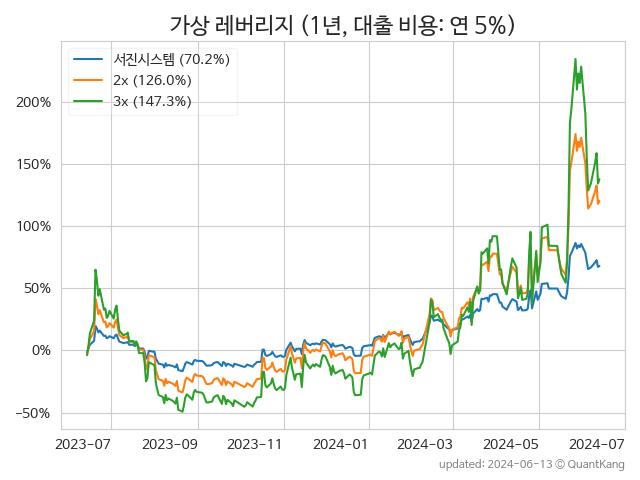 가상 레버리지 (1년, 대출 비용: 연 5%)
서진시스템 (70.2%)
2x (126.0%)
3x (147.3%)
200%
150%
100%
50%
0%
−50%
2023-07 2023-09 2023-11 2024-01 2024-03 2024-05 2024-07
updated: 2024-06-13 © QuantKang